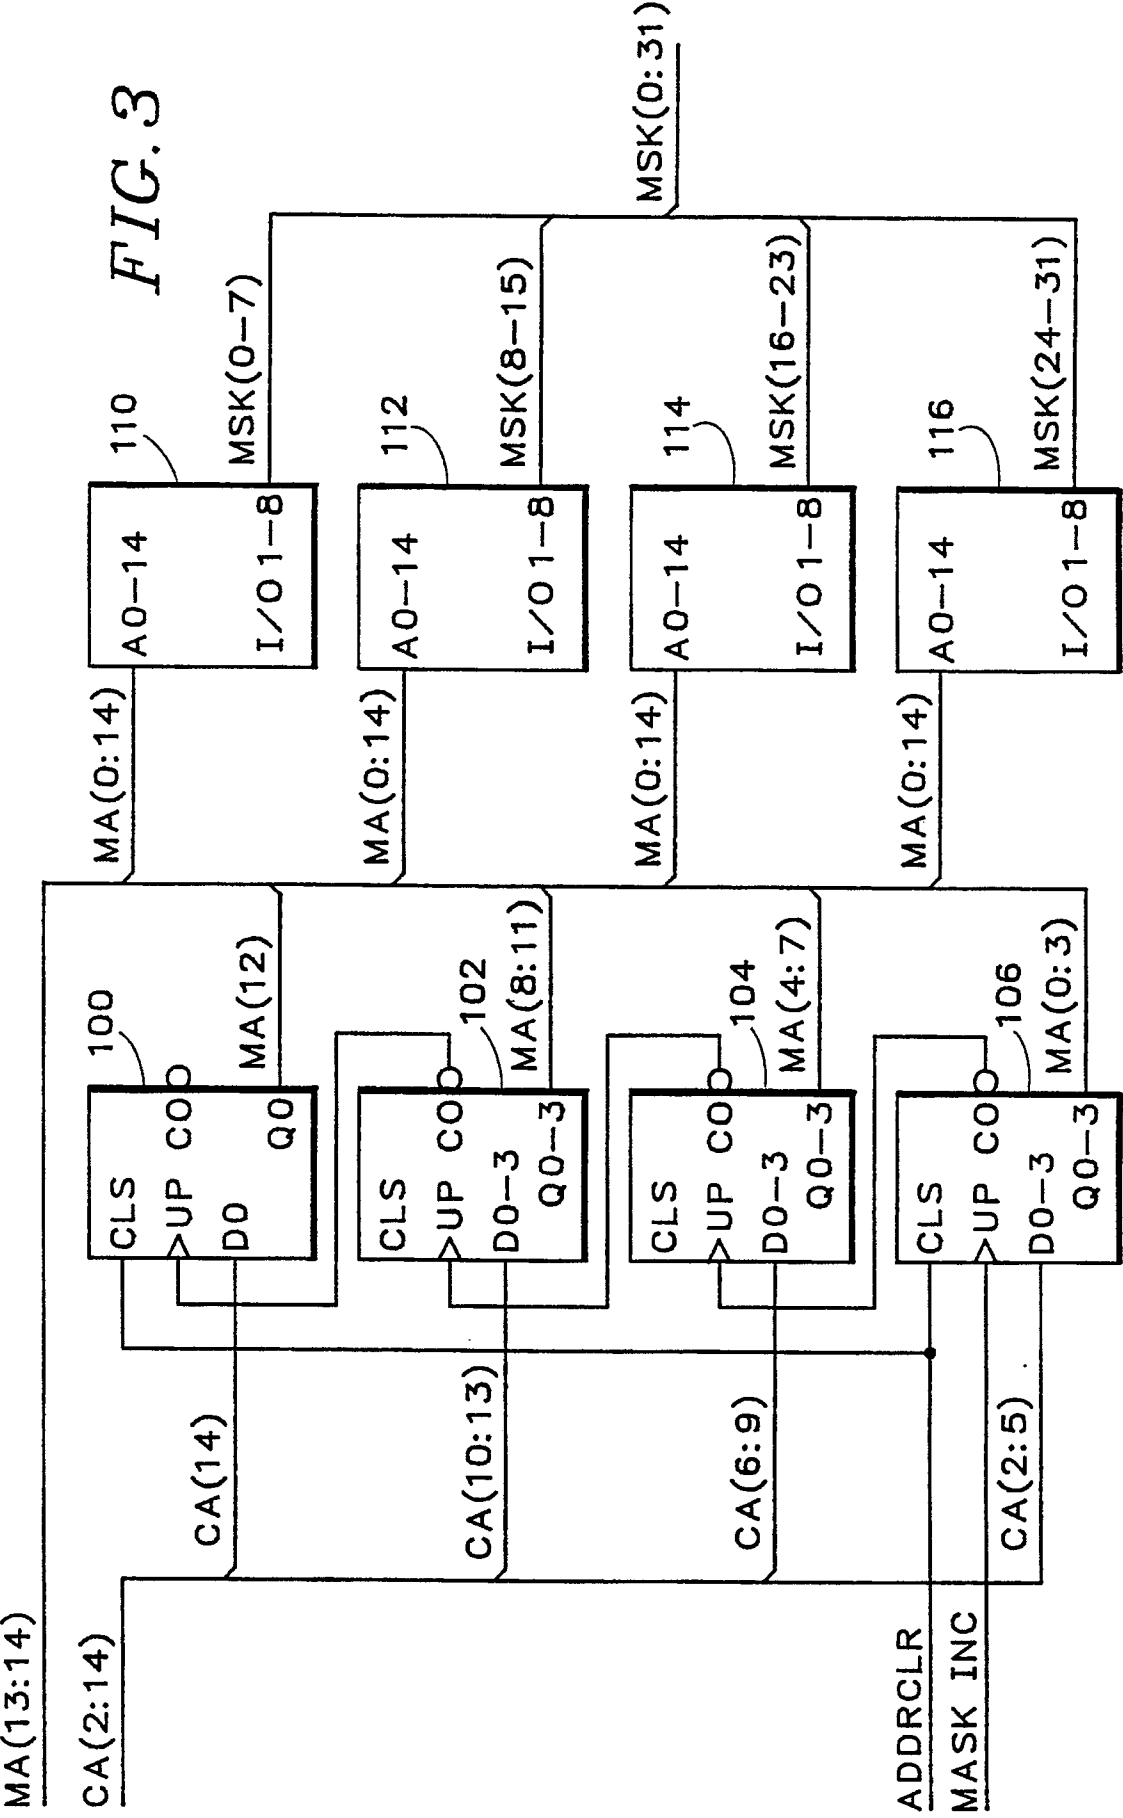 FIG. 3
MA(13:14)
CA(2:14)
ADDRCLR
MASK INC
CA(14)
CA(10:13)
CA(6:9)
CA(2:5)
100
CLS
UP CO
D0
Q0
MA(12)
102
CLS
UP CO
D0-3
Q0-3
MA(8:11)
104
CLS
UP CO
D0-3
Q0-3
MA(4:7)
106
CLS
UP CO
D0-3
Q0-3
MA(0:3)
MA(0:14)
110
A0-14
I/O 1-8
MSK(0-7)
MA(0:14)
112
A0-14
I/O 1-8
MSK(8-15)
MA(0:14)
114
A0-14
I/O 1-8
MSK(16-23)
MA(0:14)
116
A0-14
I/O 1-8
MSK(24-31)
MSK(0:31)